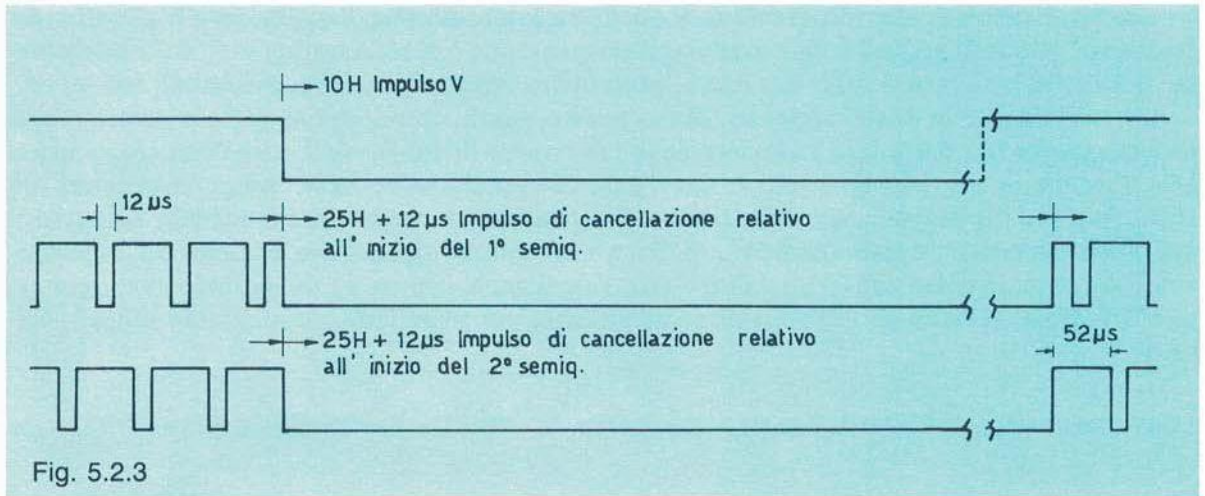 10 H Impulso V
12 µs
25H + 12 µs Impulso di cancellazione relativo
all' inizio del 1° semiq.
25H + 12µs Impulso di cancellazione relativo
all' inizio del 2° semiq.
52µs
Fig. 5.2.3